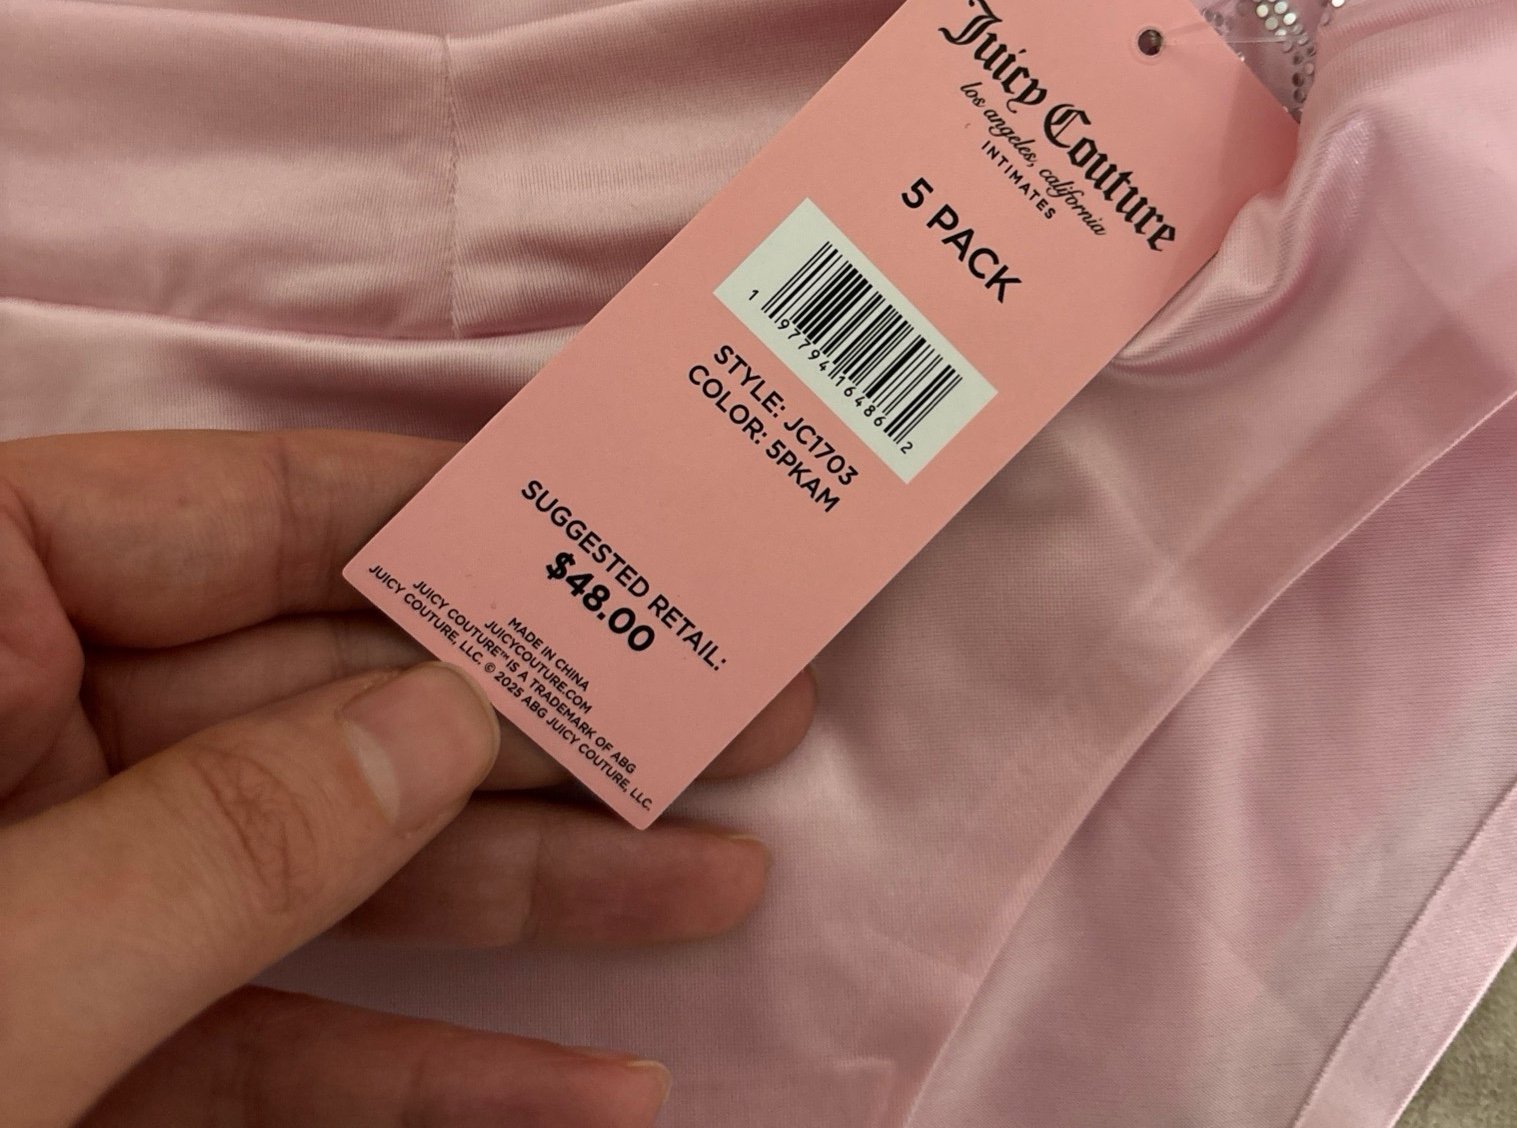 Juicy Couture
los angeles, california
INTIMATES
5 PACK
1 97794 16486 2
STYLE: JC1703
COLOR: 5PKAM
SUGGESTED RETAIL:
$48.00
MADE IN CHINA
JUICYCOUTURE.COM
JUICY COUTURE™ IS A TRADEMARK OF ABG
JUICY COUTURE, LLC. © 2025 ABG JUICY COUTURE, LLC.